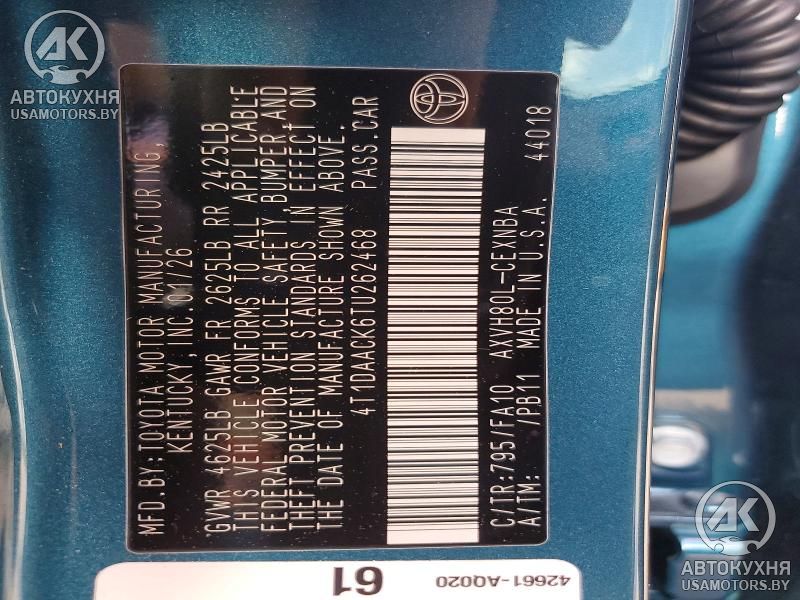 AK
АВТОКУХНЯ
USAMOTORS.BY
MFD.BY:TOYOTA MOTOR MANUFACTURING,
KENTUCKY,INC.01/26
GVWR 4625LB GAWR FR 2625LB RR 2425LB
THIS VEHICLE CONFORMS TO ALL APPLICABLE
FEDERAL MOTOR VEHICLE SAFETY,BUMPER,AND
THEFT PREVENTION STANDARDS IN EFFECT ON
THE DATE OF MANUFACTURE SHOWN ABOVE.
4T1DAACK6TU262468 PASS.CAR
C/TR:795/FA10 AXVH80L-CEXNBA
A/TM: /PB11 MADE IN U.S.A. 44018
61
42661-AQ020
AK
АВТОКУХНЯ
USAMOTORS.BY